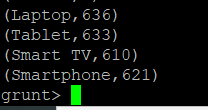 (Laptop,636)
(Tablet,633)
(Smart TV,610)
(Smartphone,621)
grunt>